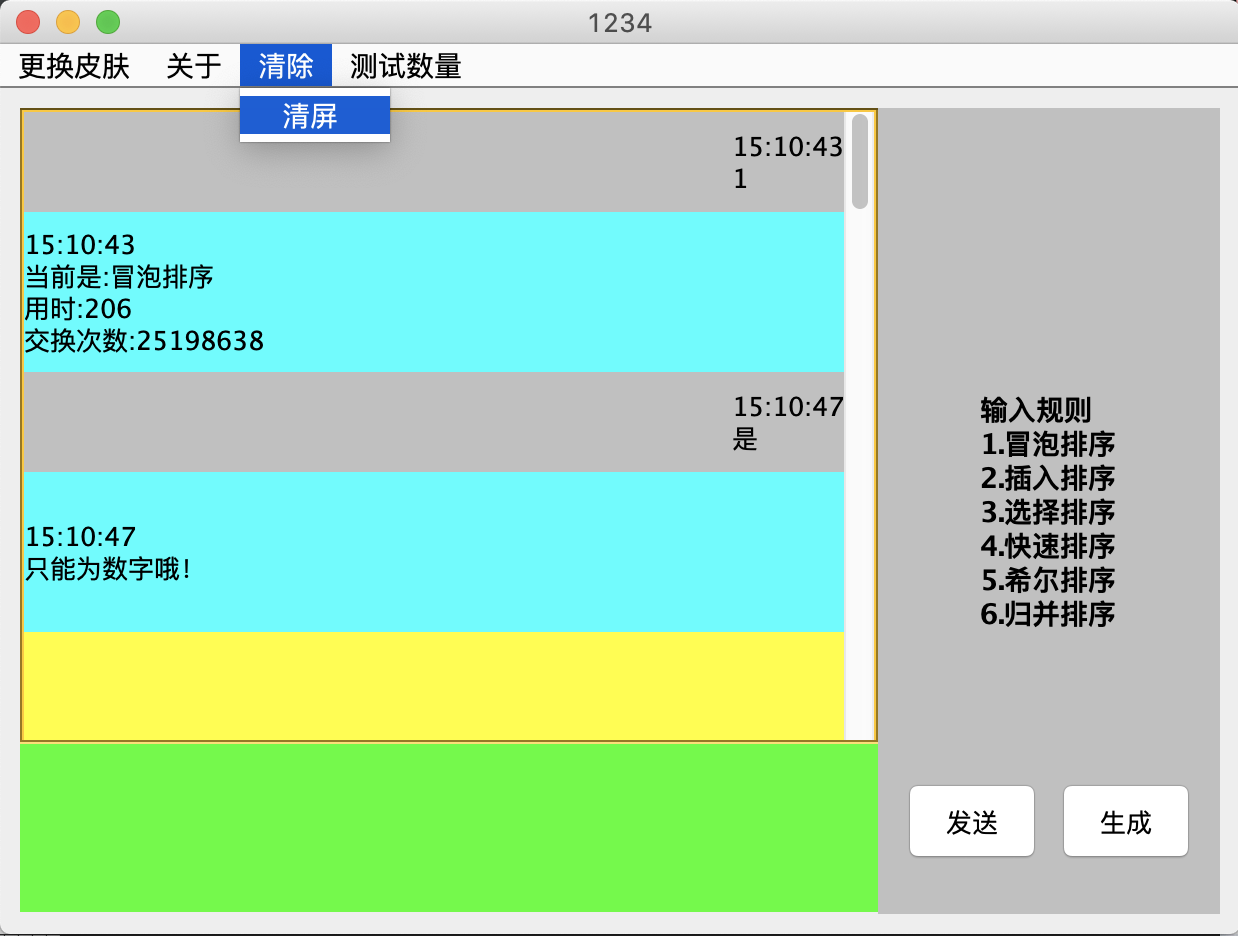 1234
更换皮肤 关于 清除 测试数量
清屏
15:10:43
1
15:10:43
当前是:冒泡排序
用时:206
交换次数:25198638
15:10:47
是
15:10:47
只能为数字哦!
输入规则
1.冒泡排序
2.插入排序
3.选择排序
4.快速排序
5.希尔排序
6.归并排序
发送 生成